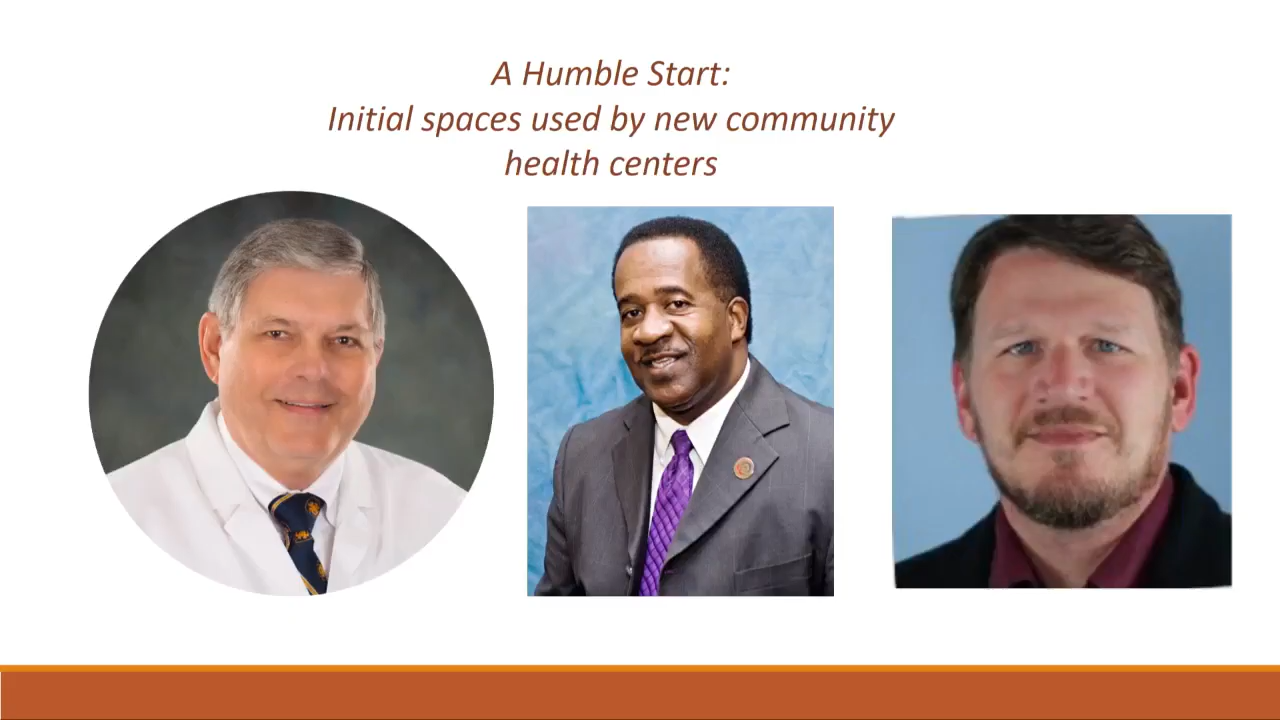 A Humble Start:
Initial spaces used by new community
health centers